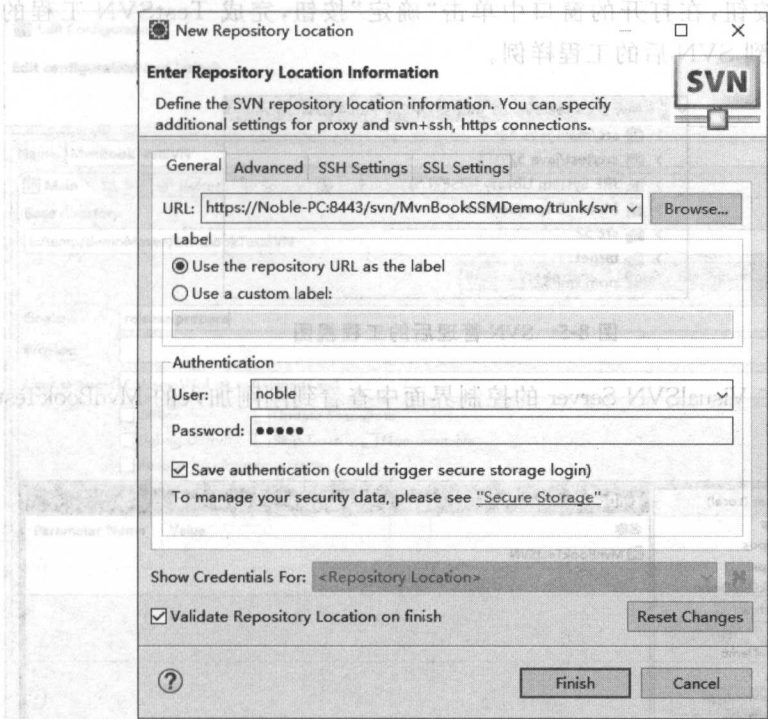 New Repository Location
Enter Repository Location Information
SVN
Define the SVN repository location information. You can specify
additional settings for proxy and svn+ssh, https connections.
General Advanced SSH Settings SSL Settings
URL: https://Noble-PC:8443/svn/MvnBookSSMDemo/trunk/svn Browse...
Label
Use the repository URL as the label
Use a custom label:
Authentication
User: noble
Password: ●●●●●
Save authentication (could trigger secure storage login)
To manage your security data, please see "Secure Storage"
Show Credentials For: <Repository Location>
Validate Repository Location on finish Reset Changes
Finish Cancel